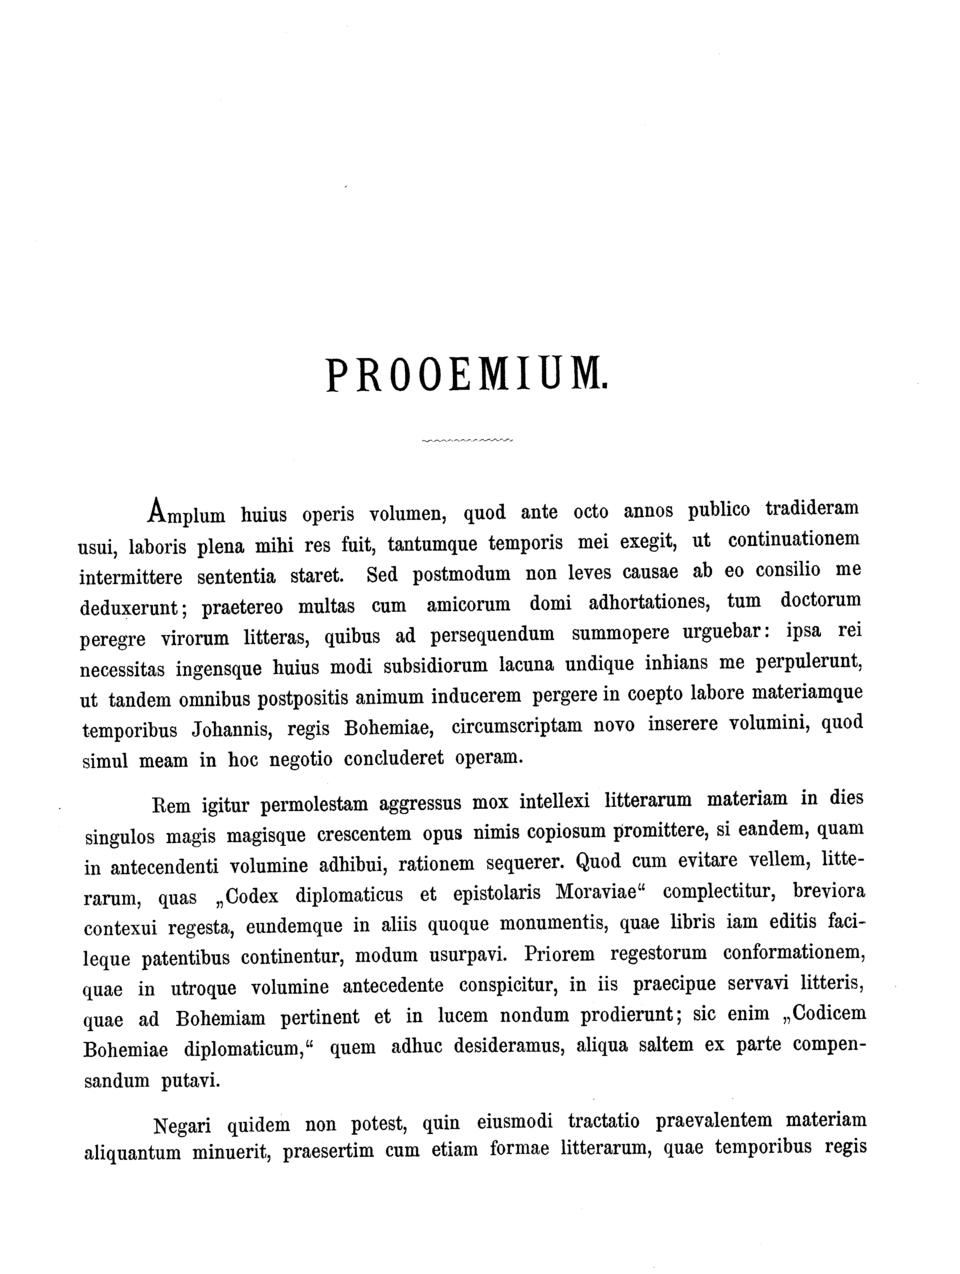 PROOEMIUM.
Amplum huius operis volumen, quod ante octo annos publico tradideram
usui, laboris plena mihi res fuit, tantumque temporis mei exegit, ut continuationem
intermittere sententia staret. Sed postmodum non leves causae ab eo consilio me
deduxerunt; praetereo multas cum amicorum domi adhortationes, tum doctorum
peregre virorum litteras, quibus ad persequendum summopere urguebar: ipsa rei
necessitas ingensque huius modi subsidiorum lacuna undique inhians me perpulerunt,
ut tandem omnibus postpositis animum inducerem pergere in coepto labore materiamque
temporibus Johannis, regis Bohemiae, circumscriptam novo inserere volumini, quod
simul meam in hoc negotio concluderet operam.
Rem igitur permolestam aggressus mox intellexi litterarum materiam in dies
singulos magis magisque crescentem opus nimis copiosum promittere, si eandem, quam
in antecendenti volumine adhibui, rationem sequerer. Quod cum evitare vellem, litte-
rarum, quas „Codex diplomaticus et epistolaris Moraviae“ complectitur, breviora
contexui regesta, eundemque in aliis quoque monumentis, quae libris iam editis faci-
leque patentibus continentur, modum usurpavi. Priorem regestorum conformationem,
quae in utroque volumine antecedente conspicitur, in iis praecipue servavi litteris,
quae ad Bohemiam pertinent et in lucem nondum prodierunt; sic enim „Codicem
Bohemiae diplomaticum,“ quem adhuc desideramus, aliqua saltem ex parte compen-
sandum putavi.
Negari quidem non potest, quin eiusmodi tractatio praevalentem materiam
aliquantum minuerit, praesertim cum etiam formae litterarum, quae temporibus regis